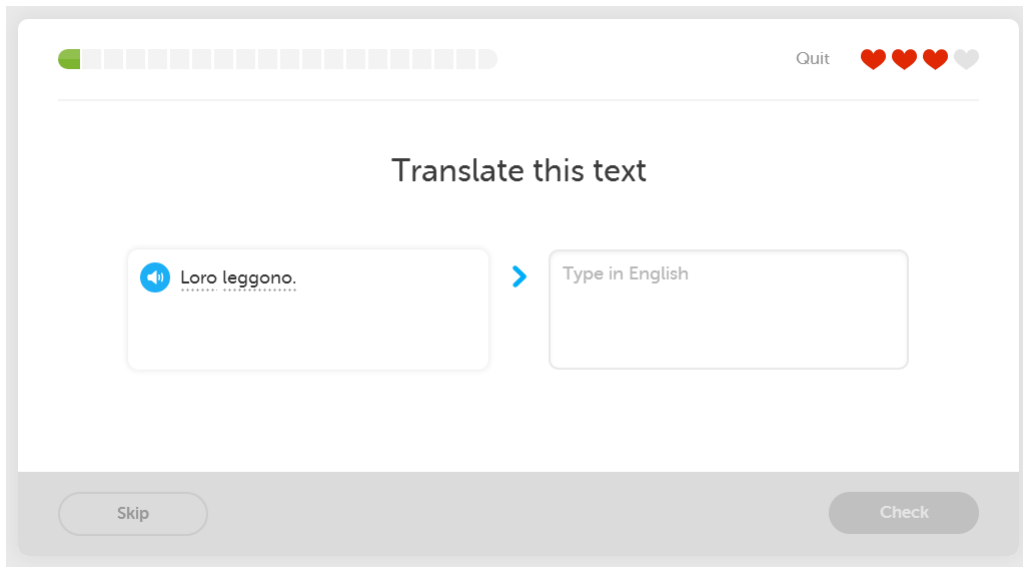 Quit
Translate this text
Loro leggono.
Type in English
Skip
Check